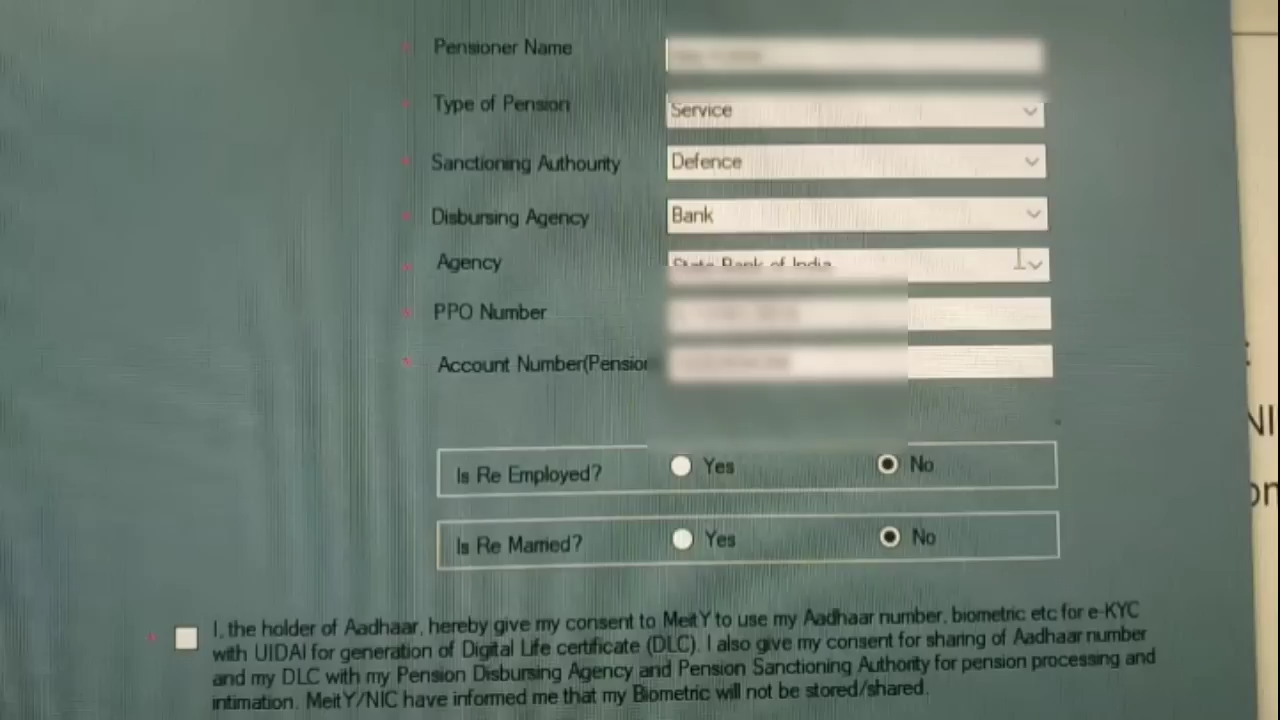 Pensioner Name
Type of Pension Service
Sanctioning Authourity Defence
Disbursing Agency Bank
Agency State Bank of India
PPO Number
Account Number(Pension
Is Re Employed? Yes No
Is Re Married? Yes No
I, the holder of Aadhaar, hereby give my consent to MeitY to use my Aadhaar number, biometric etc for e-KYC
with UIDAI for generation of Digital Life certificate (DLC). I also give my consent for sharing of Aadhaar number
and my DLC with my Pension Disbursing Agency and Pension Sanctioning Authority for pension processing and
intimation. MeitY/NIC have informed me that my Biometric will not be stored/shared.